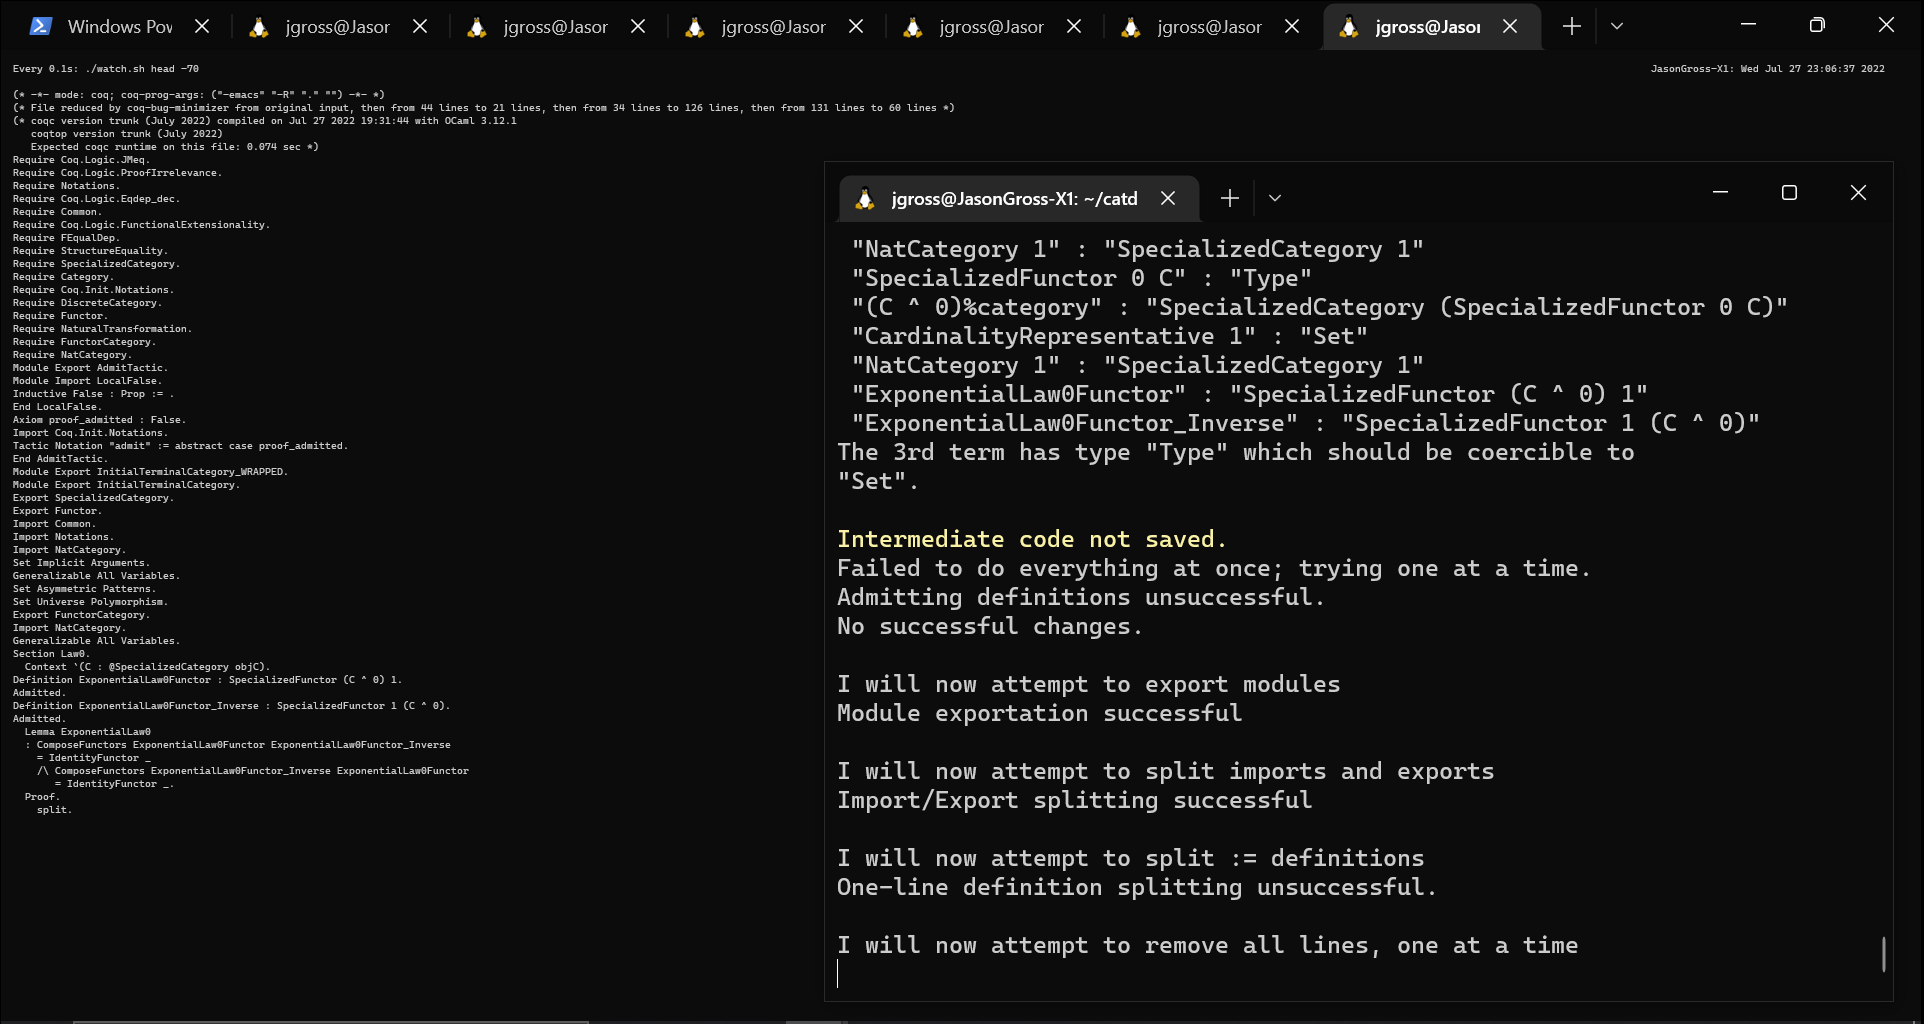 Windows Pov
jgross@Jasor
jgross@Jasor
jgross@Jasor
jgross@Jasor
jgross@Jasor
jgross@Jasor
Every 0.1s: ./watch.sh head -70
JasonGross-X1: Wed Jul 27 23:06:37 2022
(* -*- mode: coq; coq-prog-args: ("-emacs" "-R" "." "") -*- *)
(* File reduced by coq-bug-minimizer from original input, then from 44 lines to 21 lines, then from 34 lines to 126 lines, then from 131 lines to 60 lines *)
(* coqc version trunk (July 2022) compiled on Jul 27 2022 19:31:44 with OCaml 3.12.1
coqtop version trunk (July 2022)
Expected coqc runtime on this file: 0.074 sec *)
Require Coq.Logic.JMeq.
Require Coq.Logic.ProofIrrelevance.
Require Notations.
Require Coq.Logic.Eqdep_dec.
Require Common.
Require Coq.Logic.FunctionalExtensionality.
Require FEqualDep.
Require StructureEquality.
Require SpecializedCategory.
Require Category.
Require Coq.Init.Notations.
Require DiscreteCategory.
Require Functor.
Require NaturalTransformation.
Require FunctorCategory.
Require NatCategory.
Module Export AdmitTactic.
Module Import LocalFalse.
Inductive False : Prop := .
End LocalFalse.
Axiom proof_admitted : False.
Import Coq.Init.Notations.
Tactic Notation "admit" := abstract case proof_admitted.
End AdmitTactic.
Module Export InitialTerminalCategory_WRAPPED.
Module Export InitialTerminalCategory.
Export SpecializedCategory.
Export Functor.
Import Common.
Import Notations.
Import NatCategory.
Set Implicit Arguments.
Generalizable All Variables.
Set Asymmetric Patterns.
Set Universe Polymorphism.
Export FunctorCategory.
Import NatCategory.
Generalizable All Variables.
Section Law0.
Context `(C : @SpecializedCategory objC).
Definition ExponentialLaw0Functor : SpecializedFunctor (C ^ 0) 1.
Admitted.
Definition ExponentialLaw0Functor_Inverse : SpecializedFunctor 1 (C ^ 0).
Admitted.
Lemma ExponentialLaw0
: ComposeFunctors ExponentialLaw0Functor ExponentialLaw0Functor_Inverse
= IdentityFunctor _
/\ ComposeFunctors ExponentialLaw0Functor_Inverse ExponentialLaw0Functor
= IdentityFunctor _.
Proof.
split.
jgross@JasonGross-X1: ~/catd
"NatCategory 1" : "SpecializedCategory 1"
"SpecializedFunctor 0 C" : "Type"
"(C ^ 0)%category" : "SpecializedCategory (SpecializedFunctor 0 C)"
"CardinalityRepresentative 1" : "Set"
"NatCategory 1" : "SpecializedCategory 1"
"ExponentialLaw0Functor" : "SpecializedFunctor (C ^ 0) 1"
"ExponentialLaw0Functor_Inverse" : "SpecializedFunctor 1 (C ^ 0)"
The 3rd term has type "Type" which should be coercible to
"Set".
Intermediate code not saved.
Failed to do everything at once; trying one at a time.
Admitting definitions unsuccessful.
No successful changes.
I will now attempt to export modules
Module exportation successful
I will now attempt to split imports and exports
Import/Export splitting successful
I will now attempt to split := definitions
One-line definition splitting unsuccessful.
I will now attempt to remove all lines, one at a time